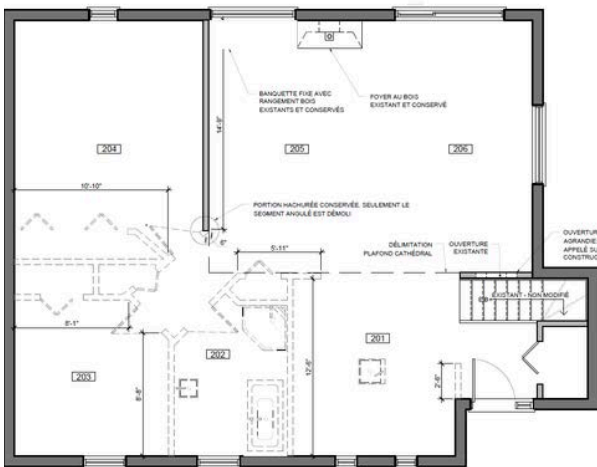 BANQUETTE FIXE AVEC
RANGEMENT BOIS
EXISTANTS ET CONSERVÉS
FOYER AU BOIS
EXISTANT ET CONSERVÉ
14'-9"
204
205
206
10'-10"
PORTION HACHURÉE CONSERVÉE. SEULEMENT LE
SEGMENT ANGULÉ EST DÉMOLI
6"
5'-11"
DÉLIMITATION
PLAFOND CATHÉDRAL
OUVERTURE
EXISTANTE
OUVERTURE
AGRANDIE
APPELÉ SU
CONSTRUC
EXISTANT - NON MODIFIÉ
8'-1"
201
202
203
8'-8"
12'-6"
2'-6"